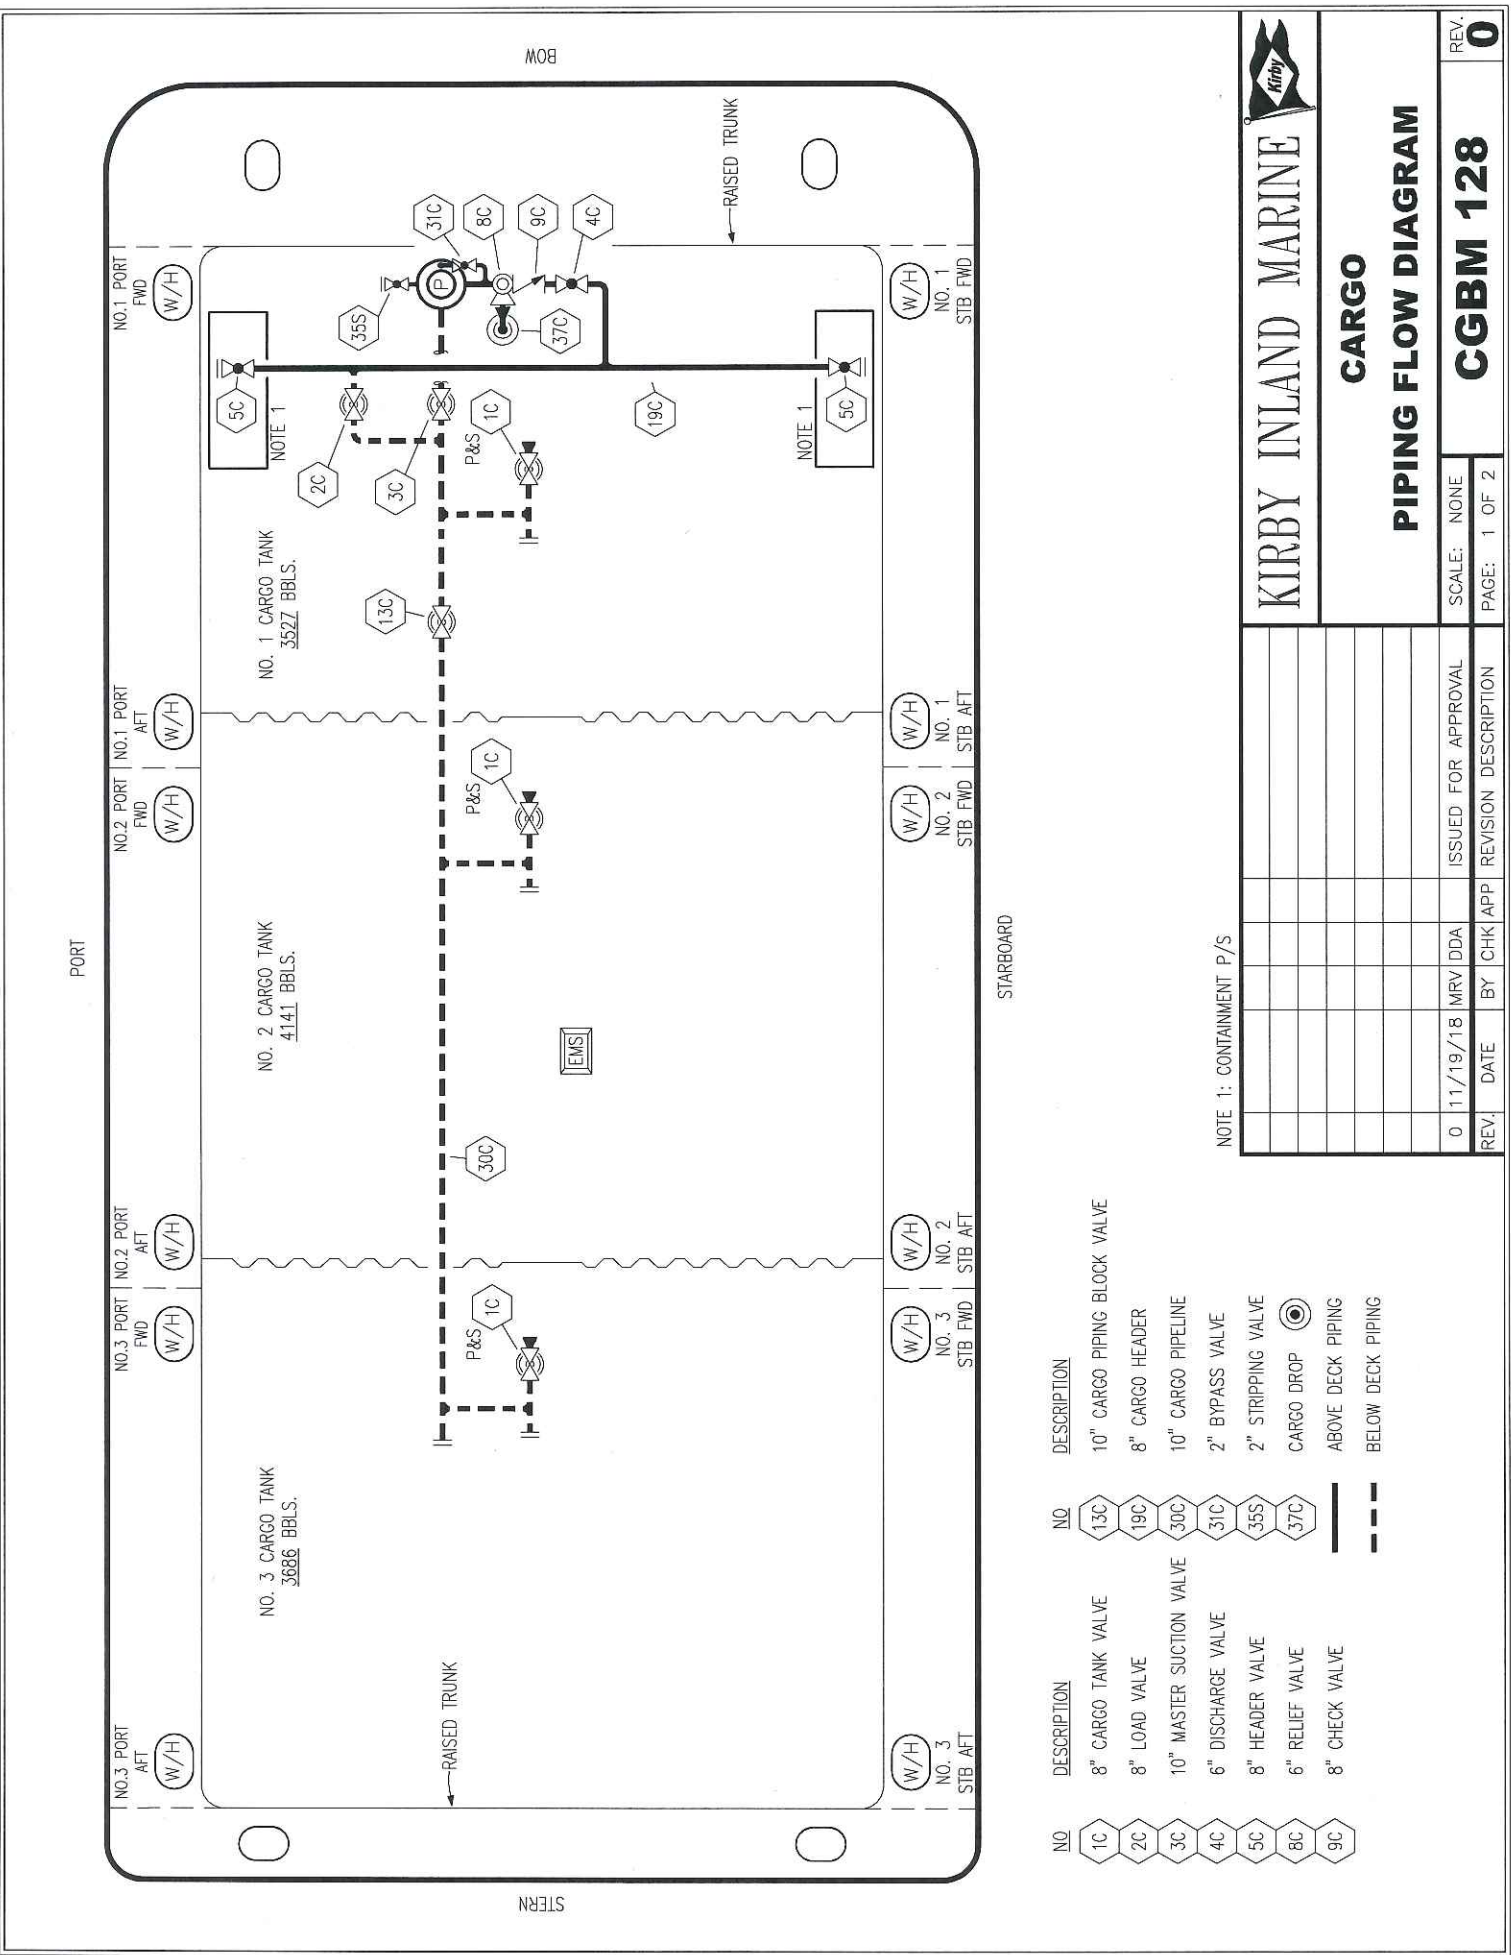 PORT
BOW
STERN
STARBOARD
NO.3 PORT
AFT
W/H
NO.3 PORT
FWD
W/H
NO.2 PORT
AFT
W/H
NO.2 PORT
FWD
W/H
NO.1 PORT
AFT
W/H
NO.1 PORT
FWD
W/H
RAISED TRUNK
NO. 3 CARGO TANK
3686 BBLS.
NO. 2 CARGO TANK
4141 BBLS.
NO. 1 CARGO TANK
3527 BBLS.
5C
NOTE 1
2C
3C
13C
35S
P
31C
8C
9C
4C
37C
19C
30C
P&S
1C
P&S
1C
P&S
1C
EMS
NOTE 1
5C
RAISED TRUNK
W/H
NO. 3
STB AFT
W/H
NO. 3
STB FWD
W/H
NO. 2
STB AFT
W/H
NO. 2
STB FWD
W/H
NO. 1
STB AFT
W/H
NO. 1
STB FWD
NO DESCRIPTION
1C 8" CARGO TANK VALVE
2C 8" LOAD VALVE
3C 10" MASTER SUCTION VALVE
4C 6" DISCHARGE VALVE
5C 8" HEADER VALVE
8C 6" RELIEF VALVE
9C 8" CHECK VALVE
NO DESCRIPTION
13C 10" CARGO PIPING BLOCK VALVE
19C 8" CARGO HEADER
30C 10" CARGO PIPELINE
31C 2" BYPASS VALVE
35S 2" STRIPPING VALVE
37C CARGO DROP
ABOVE DECK PIPING
BELOW DECK PIPING
NOTE 1: CONTAINMENT P/S
0 11/19/18 MRV DDA ISSUED FOR APPROVAL
REV. DATE BY CHK APP REVISION DESCRIPTION
KIRBY INLAND MARINE
Kirby
CARGO
PIPING FLOW DIAGRAM
SCALE: NONE
PAGE: 1 OF 2
CGBM 128
REV.
0